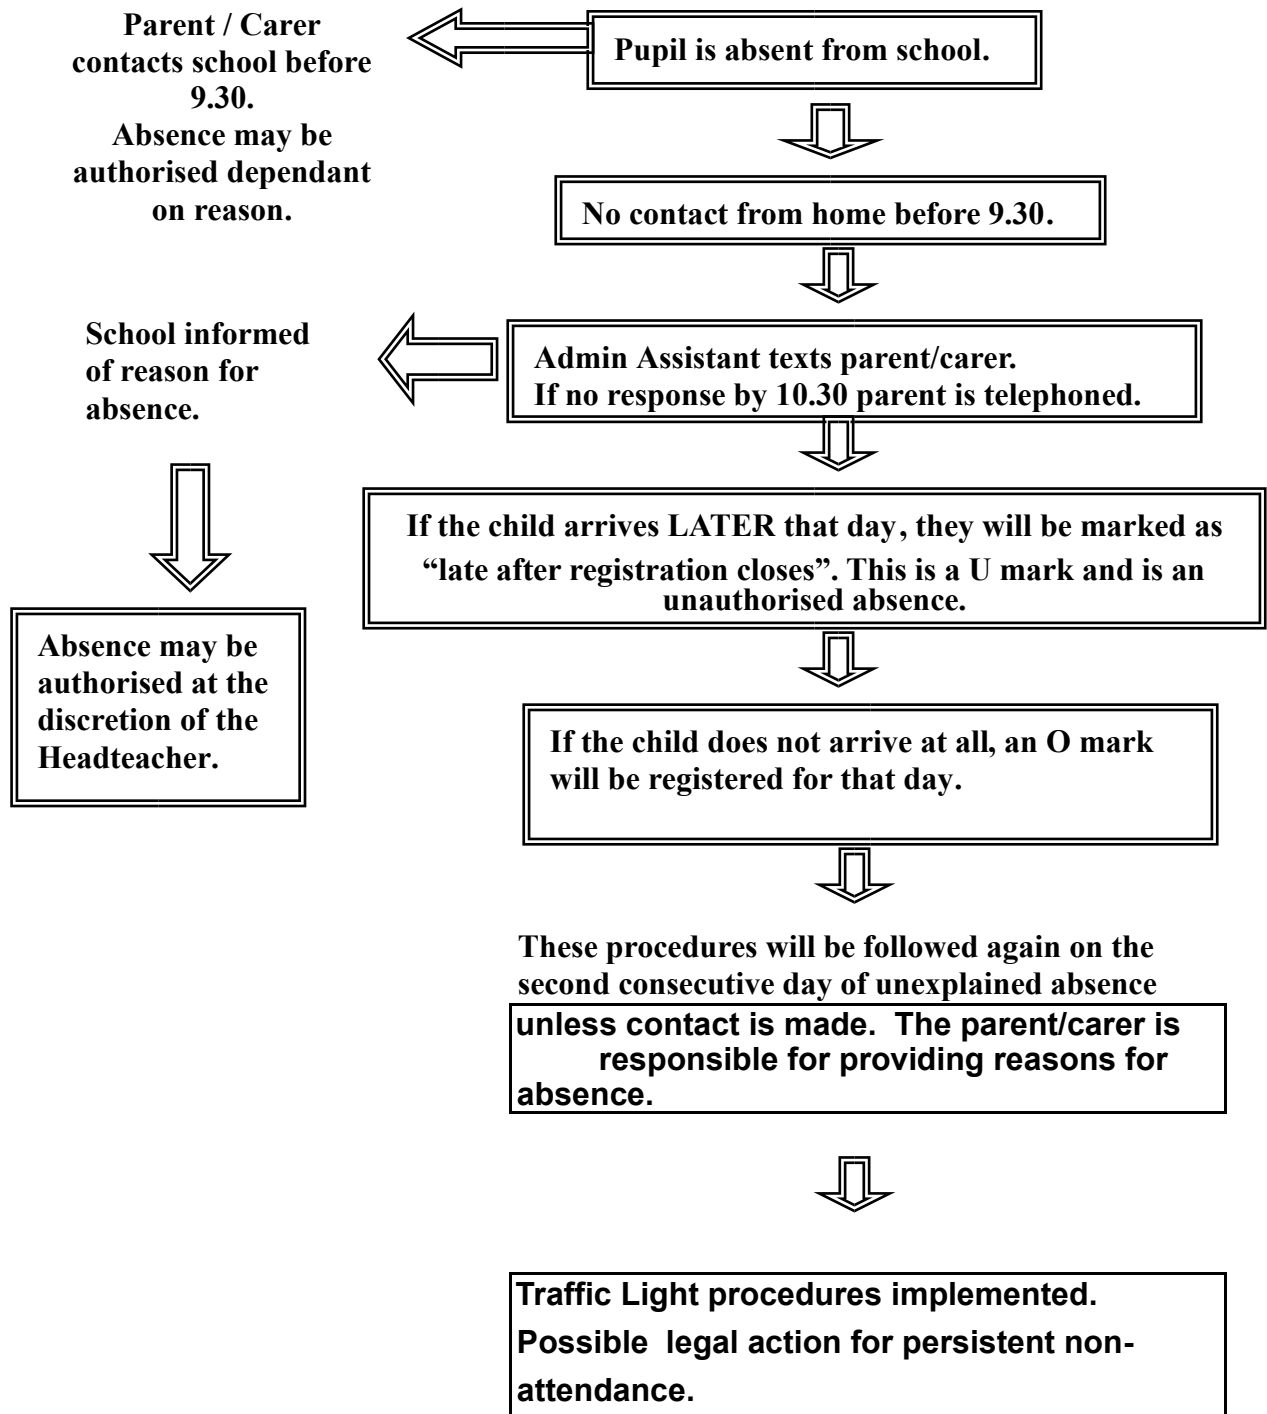 Parent / Carer
contacts school before
9.30.
Absence may be
authorised dependant
on reason.
Pupil is absent from school.
No contact from home before 9.30.
School informed
of reason for
absence.
Admin Assistant texts parent/carer.
If no response by 10.30 parent is telephoned.
If the child arrives LATER that day, they will be marked as
“late after registration closes”. This is a U mark and is an
unauthorised absence.
Absence may be
authorised at the
discretion of the
Headteacher.
If the child does not arrive at all, an O mark
will be registered for that day.
These procedures will be followed again on the
second consecutive day of unexplained absence
unless contact is made.  The parent/carer is
responsible for providing reasons for
absence.
Traffic Light procedures implemented.
Possible  legal action for persistent non-
attendance.